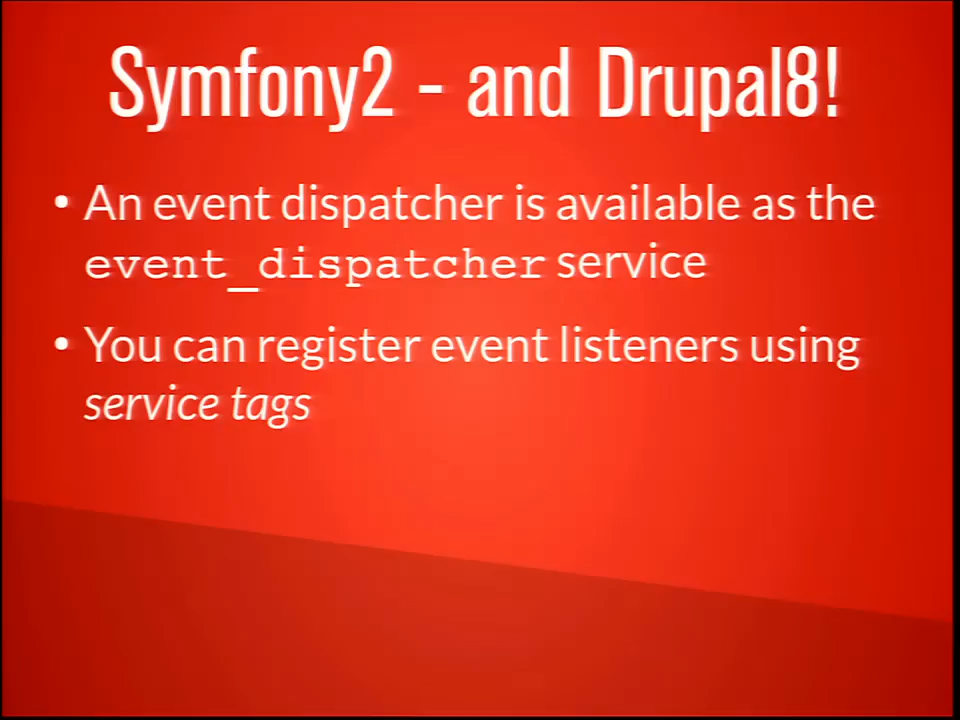 Symfony2 - and Drupal8!
• An event dispatcher is available as the
event_dispatcher service
• You can register event listeners using
service tags